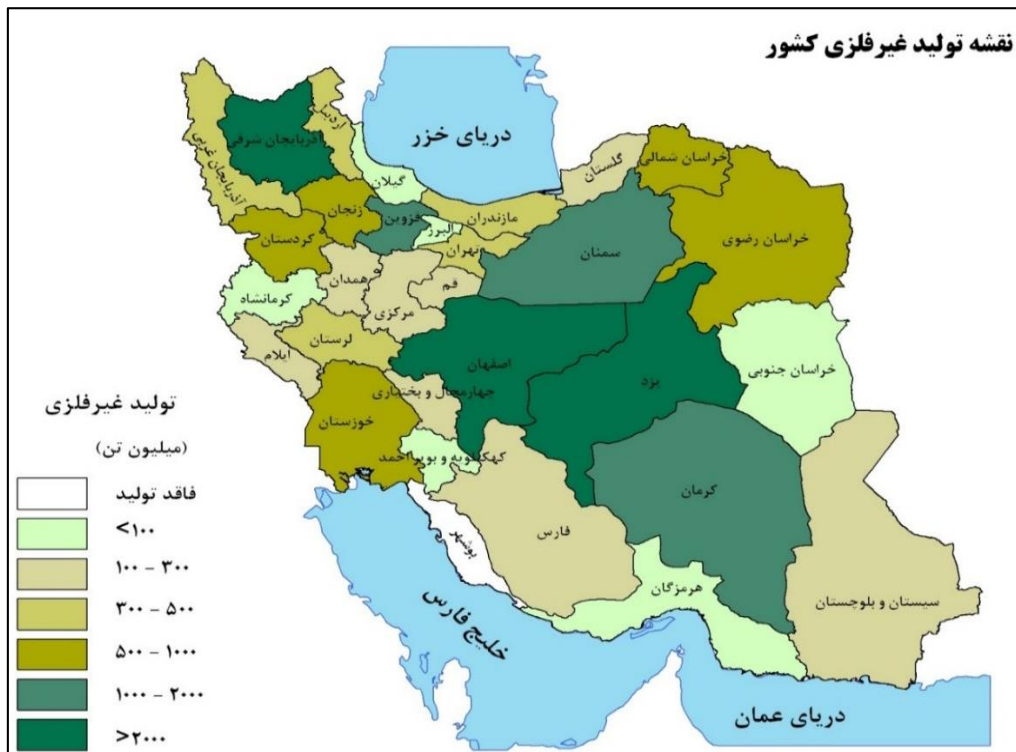 نقشه تولید غیرفلزی کشور
دریای خزر
اردبیل
آذربایجان شرقی
آذربایجان غربی
گیلان
گلستان
خراسان شمالی
زنجان
قزوین
البرز
مازندران
خراسان رضوی
کردستان
تهران
سمنان
همدان
قم
کرمانشاه
مرکزی
ایلام
لرستان
اصفهان
یزد
خراسان جنوبی
چهارمحال و بختیاری
خوزستان
کهکیلویه و بویراحمد
کرمان
فارس
بوشهر
هرمزگان
سیستان و بلوچستان
خلیج فارس
دریای عمان
تولید غیرفلزی
(میلیون تن)
فاقد تولید
<۱۰۰
۱۰۰ - ۳۰۰
۳۰۰ - ۵۰۰
۵۰۰ - ۱۰۰۰
۱۰۰۰ - ۲۰۰۰
>۲۰۰۰